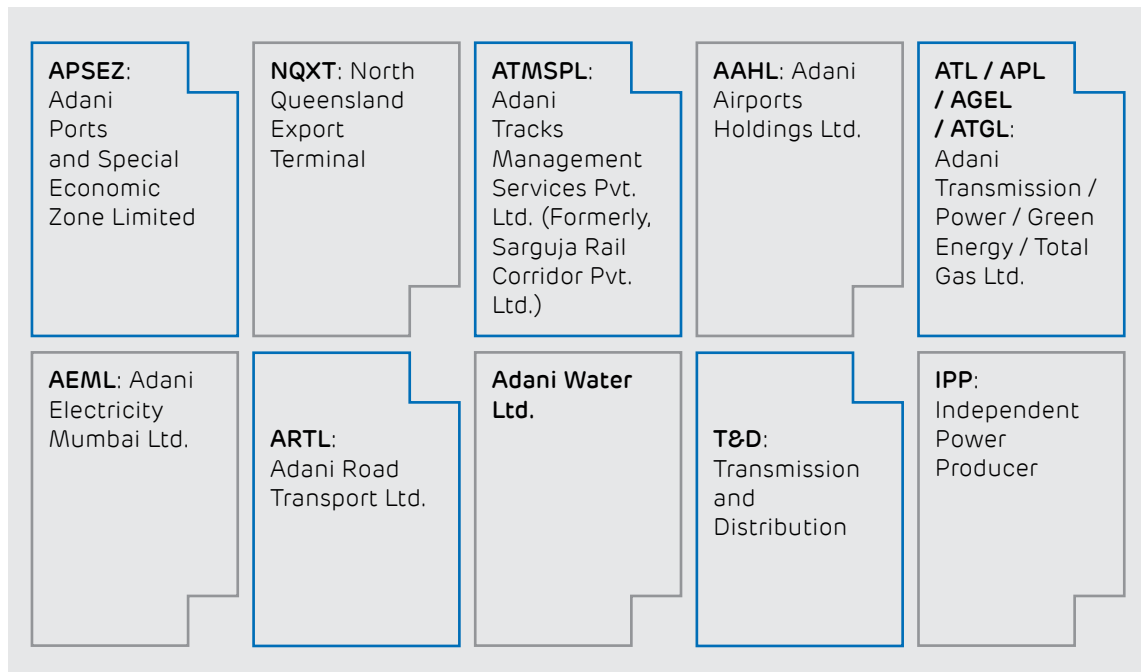 APSEZ:
Adani
Ports
and Special
Economic
Zone Limited
NQXT: North
Queensland
Export
Terminal
ATMSPL:
Adani
Tracks
Management
Services Pvt.
Ltd. (Formerly,
Sarguja Rail
Corridor Pvt.
Ltd.)
AAHL: Adani
Airports
Holdings Ltd.
ATL / APL
/ AGEL
/ ATGL:
Adani
Transmission /
Power / Green
Energy / Total
Gas Ltd.
AEML: Adani
Electricity
Mumbai Ltd.
ARTL:
Adani Road
Transport Ltd.
Adani Water
Ltd.
T&D:
Transmission
and
Distribution
IPP:
Independent
Power
Producer